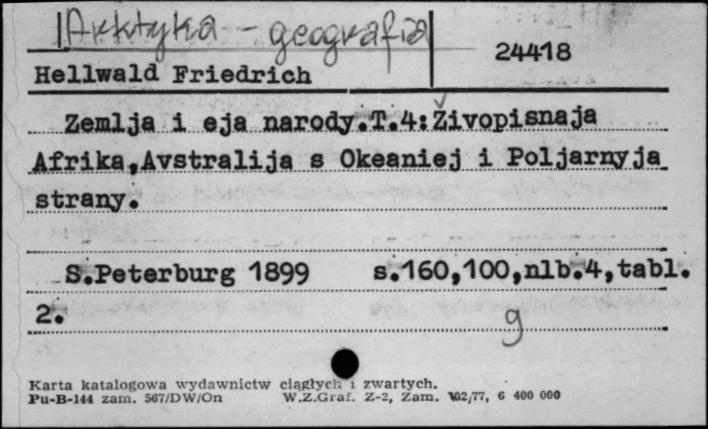 Arktyka - geografia
24418
Hellwald Friedrich
Zemlja i eja narody.T.4:Živopisnaja
Afrika,Avstralija s Okeaniej i Poljarnyja
strany.
S.Peterburg 1899 s.160,100,nlb.4,tabl.
2.
g
Karta katalogowa wydawnictw ciągłych i zwartych.
Pu-B-144 zam. 567/DW/On W.Z.Graf. Z-2, Zam. 102/77, 6 400 000